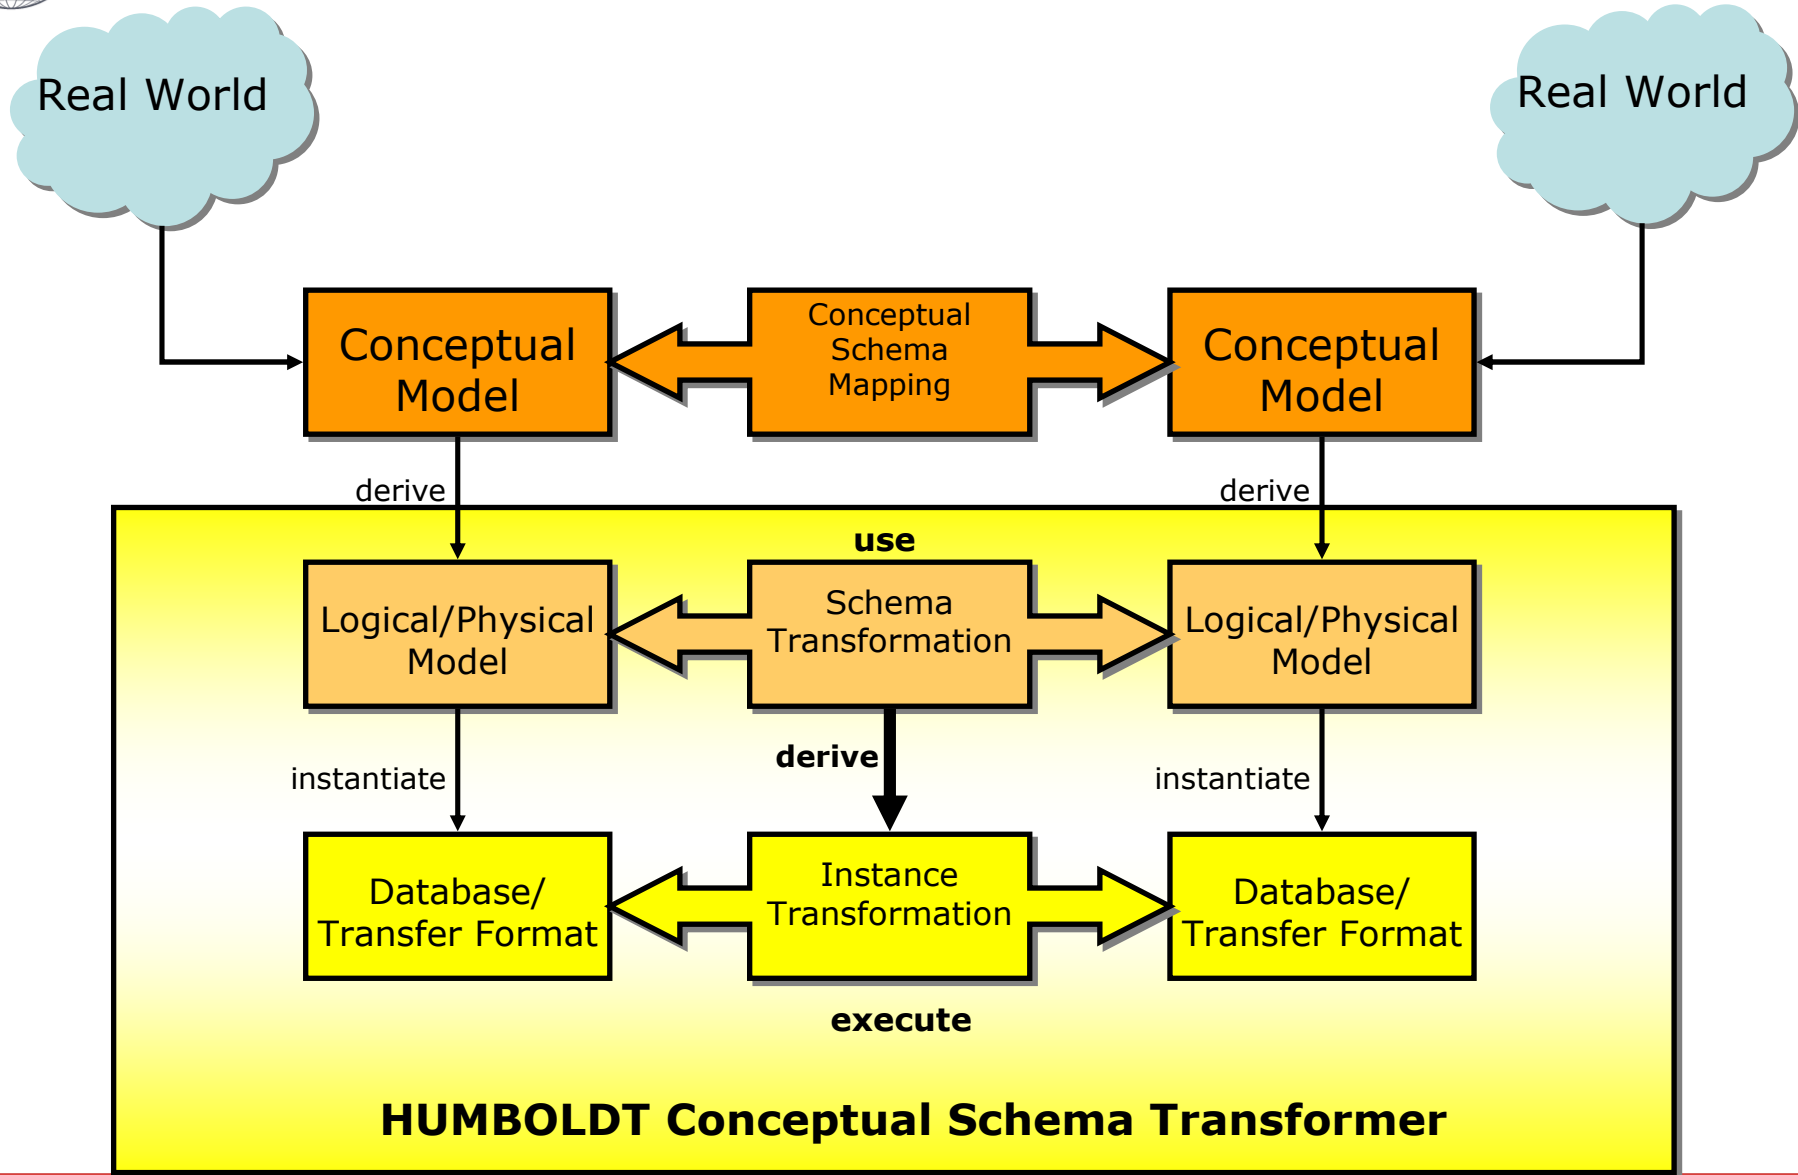 Real World
Real World
Conceptual
Model
Conceptual
Schema
Mapping
Conceptual
Model
derive
derive
use
Logical/Physical
Model
Schema
Transformation
Logical/Physical
Model
derive
instantiate
instantiate
Database/
Transfer Format
Instance
Transformation
Database/
Transfer Format
execute
HUMBOLDT Conceptual Schema Transformer